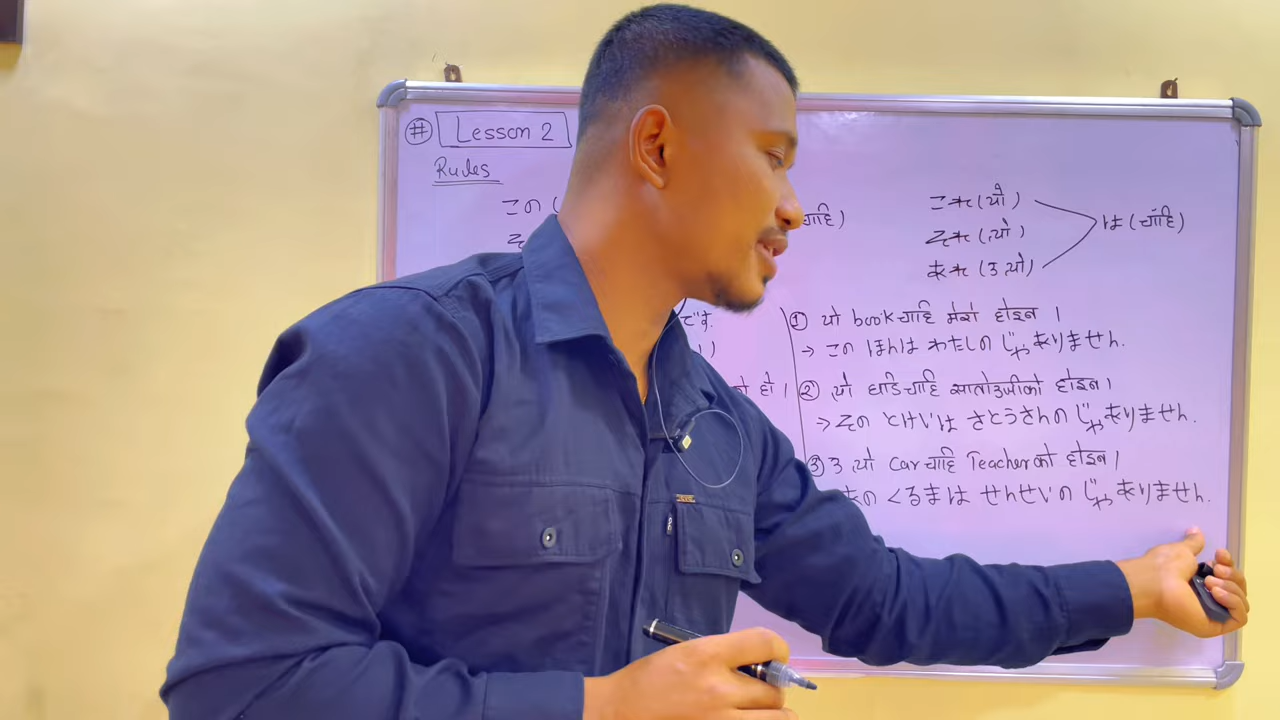 # Lesson 2
Rules
この (
चाहि)
これ (यो)
それ (त्यो)
あれ (उ त्यो)
は (चाँहि)
です.
)
को हो।
① यो book चाहि मेरो होइन ।
→ この ほんは わたしの じゃありません.
② त्यो घडि चाहि सातोउजीको होइन।
→ その とけいは さとうさんの じゃありません.
③ उ त्यो Car चाहि Teacher को होइन।
あの くるまは せんせいの じゃありません.